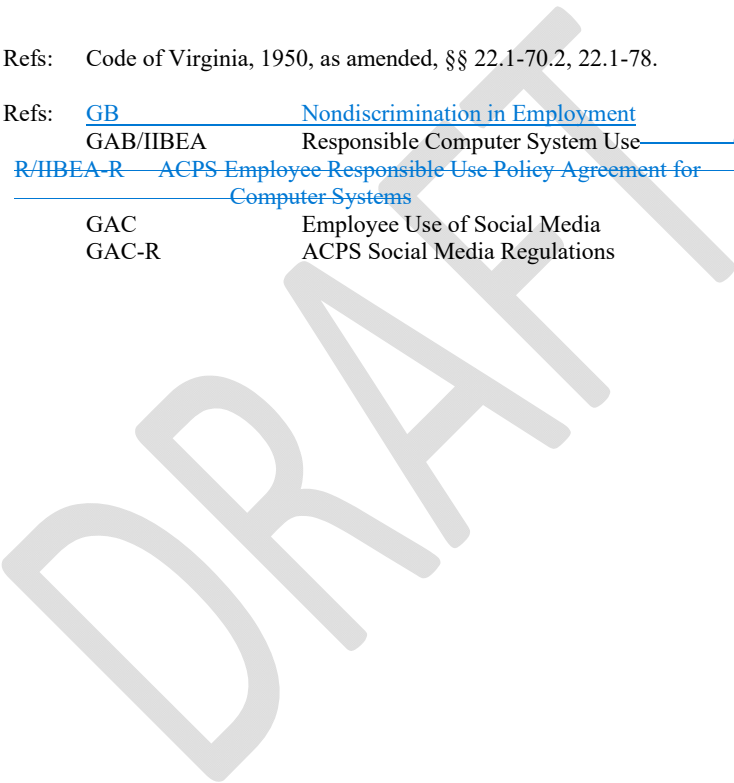 Refs: Code of Virginia, 1950, as amended, §§ 22.1-70.2, 22.1-78.
Refs: GB Nondiscrimination in Employment
GAB/IIBEA Responsible Computer System Use
R/IIBEA-R ACPS Employee Responsible Use Policy Agreement for
Computer Systems
GAC Employee Use of Social Media
GAC-R ACPS Social Media Regulations
DRAFT